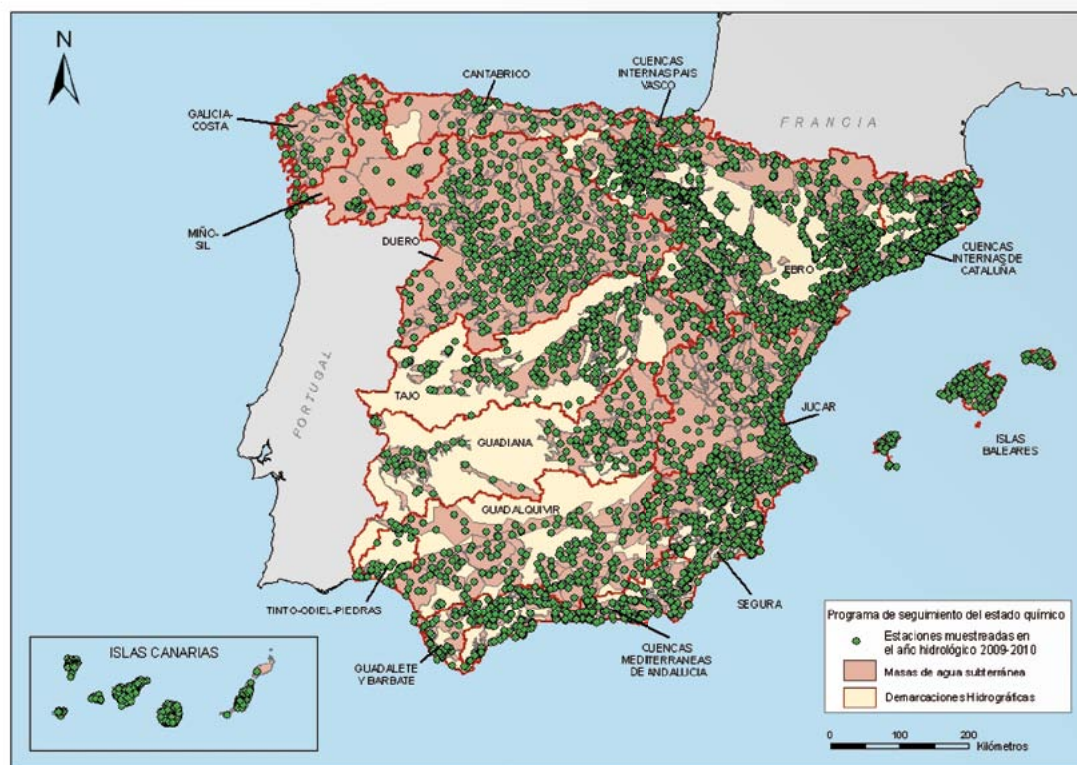 N
CANTABRICO
CUENCAS
INTERNAS PAIS
VASCO
GALICIA-
COSTA
FRANCIA
MIÑO-
SIL
DUERO
EBRO
CUENCAS
INTERNAS DE
CATALUÑA
PORTUGAL
TAJO
JUCAR
GUADIANA
ISLAS
BALEARES
GUADALQUIVIR
TINTO-ODIEL-PIEDRAS
SEGURA
GUADALETE
Y BARBATE
CUENCAS
MEDITERRANEAS
DE ANDALUCIA
ISLAS CANARIAS
Programa de seguimiento del estado químico
Estaciones muestreadas en
el año hidrológico 2009-2010
Masas de agua subterránea
Demarcaciones Hidrográficas
0 100 200
Kilómetros